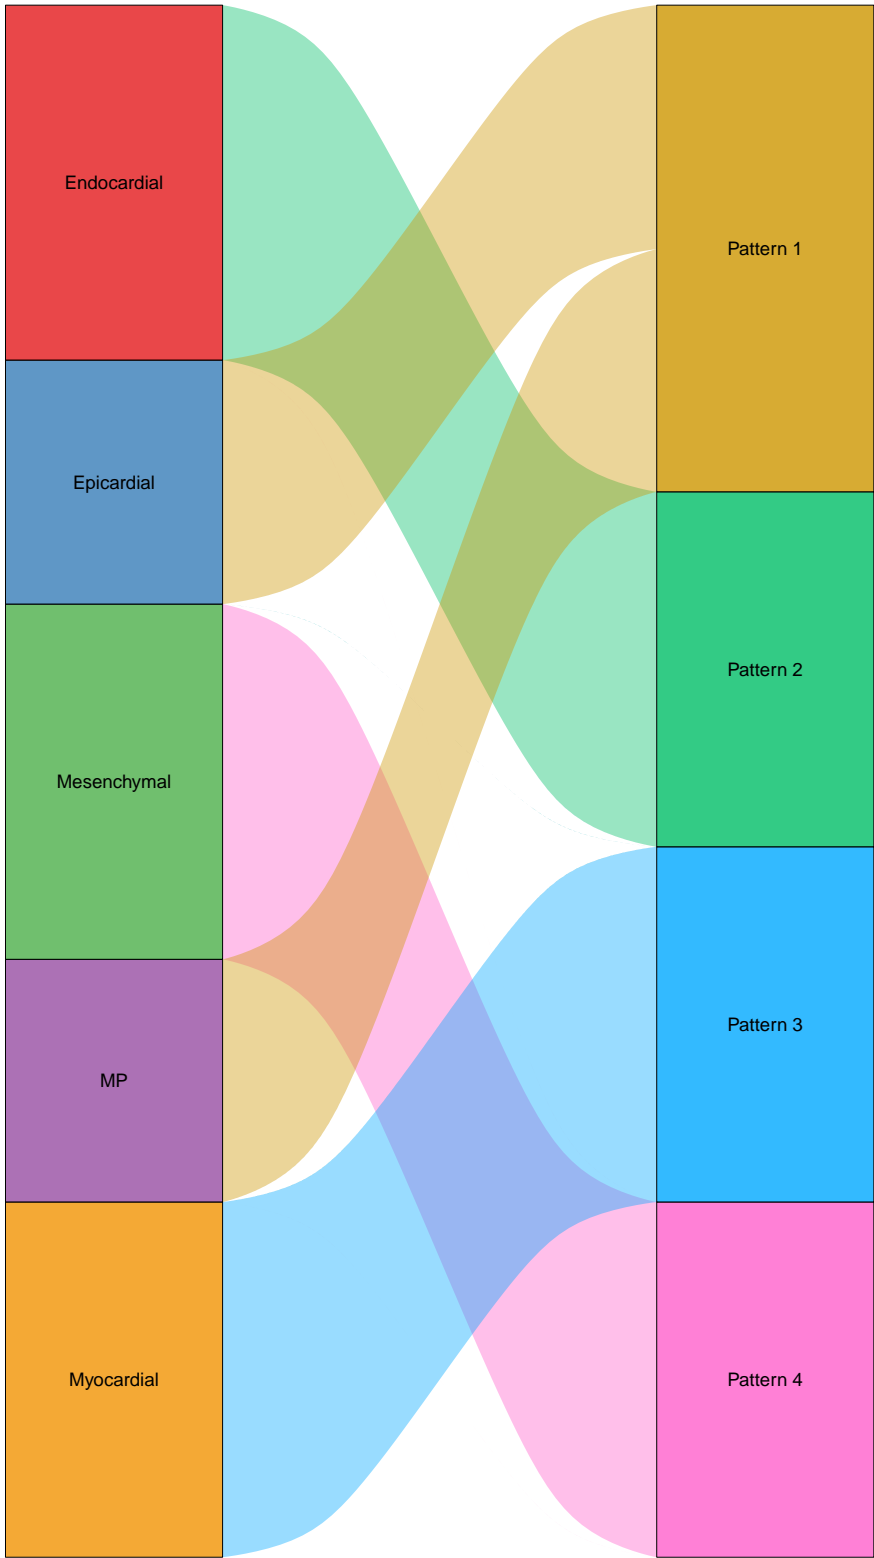 Endocardial
Epicardial
Mesenchymal
MP
Myocardial
Pattern 1
Pattern 2
Pattern 3
Pattern 4